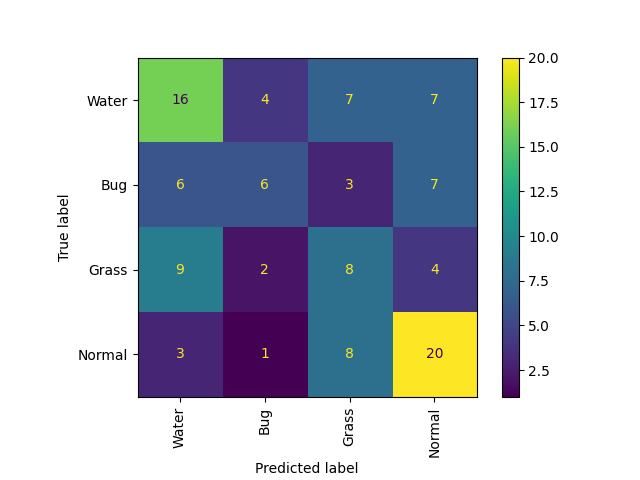 Water 16 4 7 7
Bug 6 6 3 7
Grass 9 2 8 4
Normal 3 1 8 20
True label
Water Bug Grass Normal
Predicted label
20.0
17.5
15.0
12.5
10.0
7.5
5.0
2.5